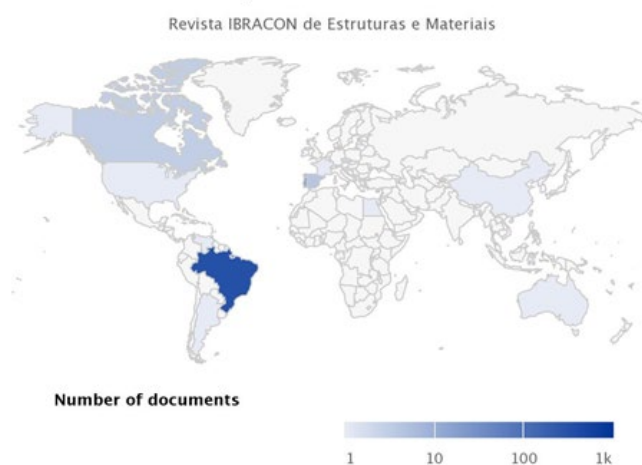 Revista IBRACON de Estruturas e Materiais
Number of documents
1 10 100 1k